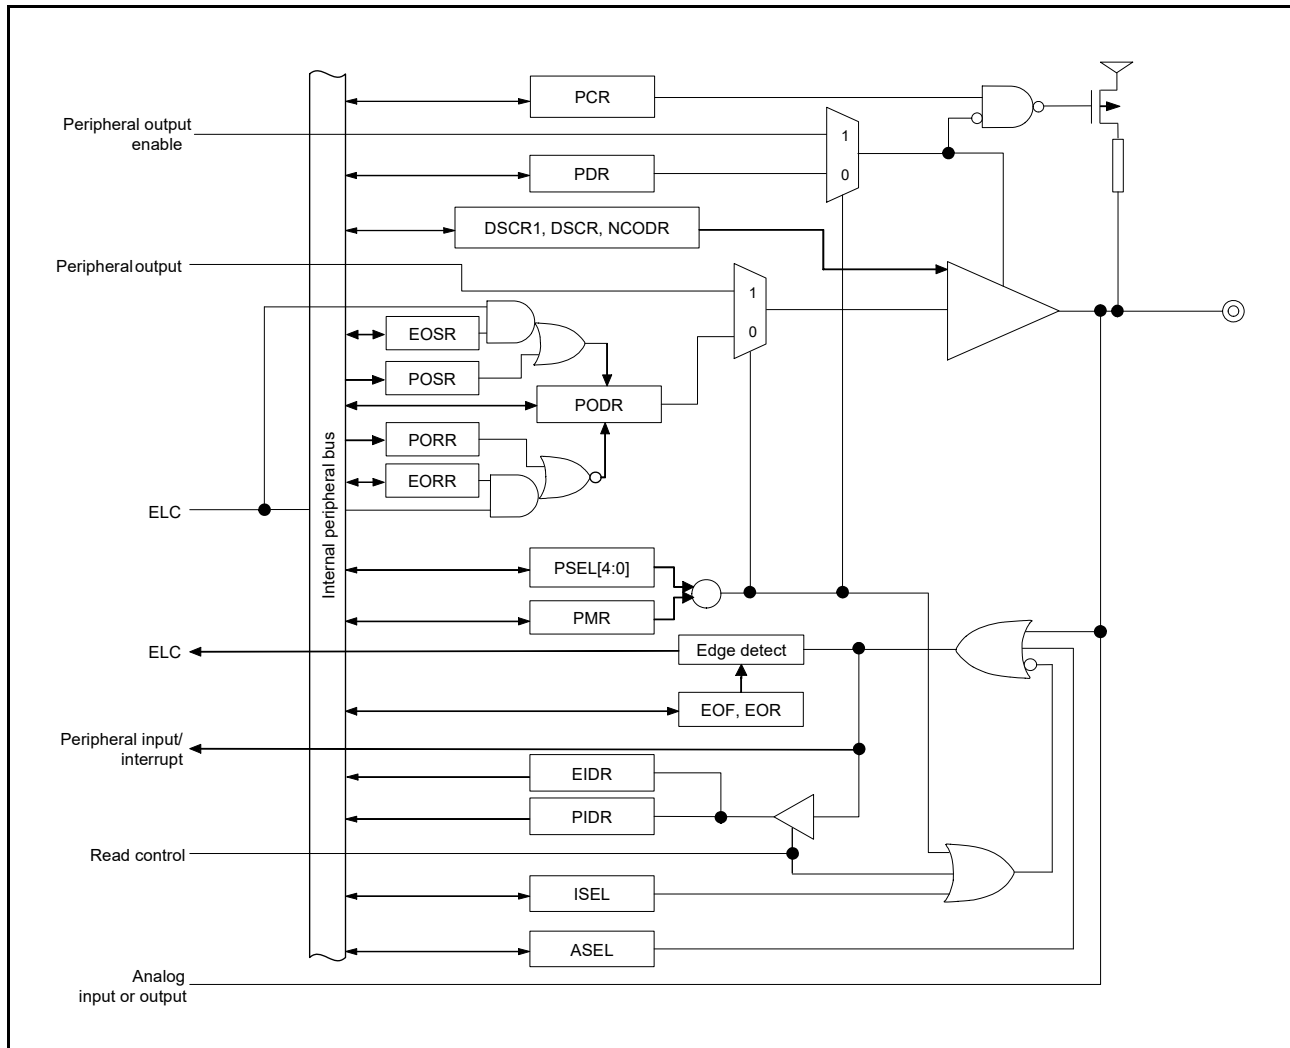 PCR
Peripheral output
enable
1
PDR
0
DSCR1, DSCR, NCODR
Peripheral output
1
EOSR
0
POSR
PODR
PORR
EORR
Internal peripheral bus
ELC
PSEL[4:0]
PMR
ELC
Edge detect
EOF, EOR
Peripheral input/
interrupt
EIDR
PIDR
Read control
ISEL
ASEL
Analog
input or output